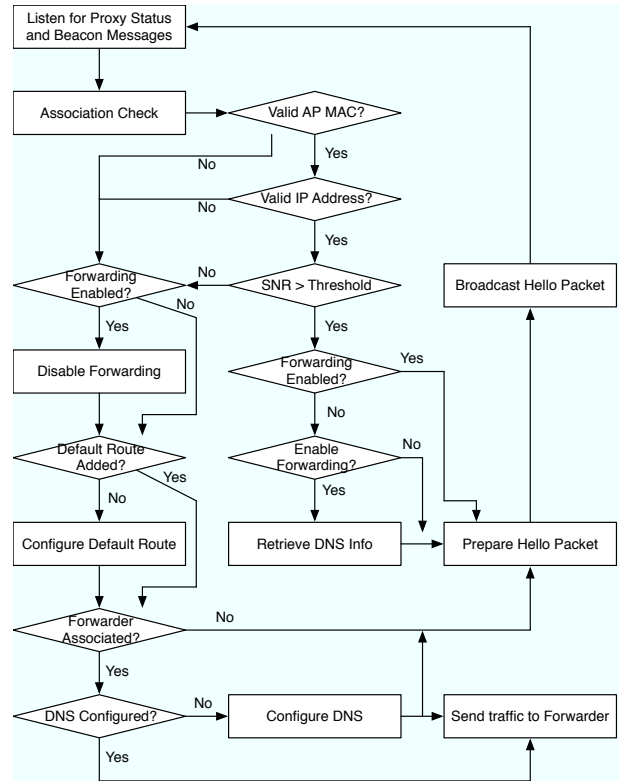 Listen for Proxy Status
and Beacon Messages
Association Check
Valid AP MAC?
No
Yes
Valid IP Address?
No
Yes
Forwarding
Enabled?
No
SNR > Threshold
Broadcast Hello Packet
No
Yes
Yes
Disable Forwarding
Forwarding
Enabled?
Yes
No
Default Route
Added?
Yes
No
Enable
Forwarding?
No
Yes
Configure Default Route
Retrieve DNS Info
Prepare Hello Packet
Forwarder
Associated?
No
Yes
DNS Configured?
No
Configure DNS
Send traffic to Forwarder
Yes